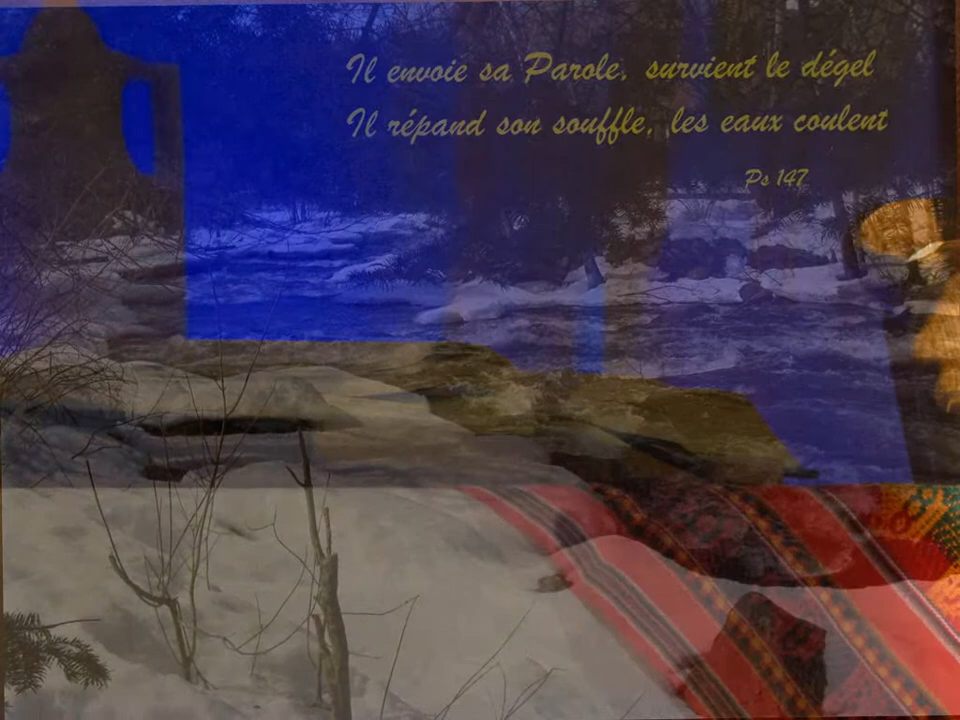 Il envoie sa Parole, survient le dégel
Il répand son souffle, les eaux coulent
Ps 147